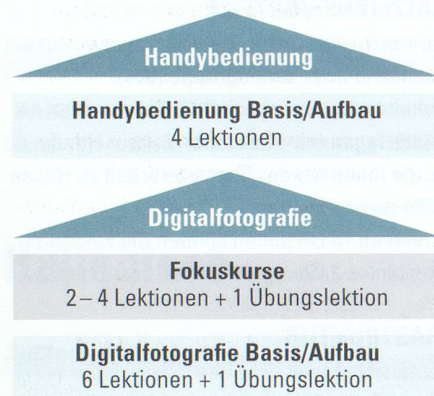 Handybedienung
Handybedienung Basis/Aufbau
4 Lektionen
Digitalfotografie
Fokuskurse
2–4 Lektionen + 1 Übungslektion
Digitalfotografie Basis/Aufbau
6 Lektionen + 1 Übungslektion